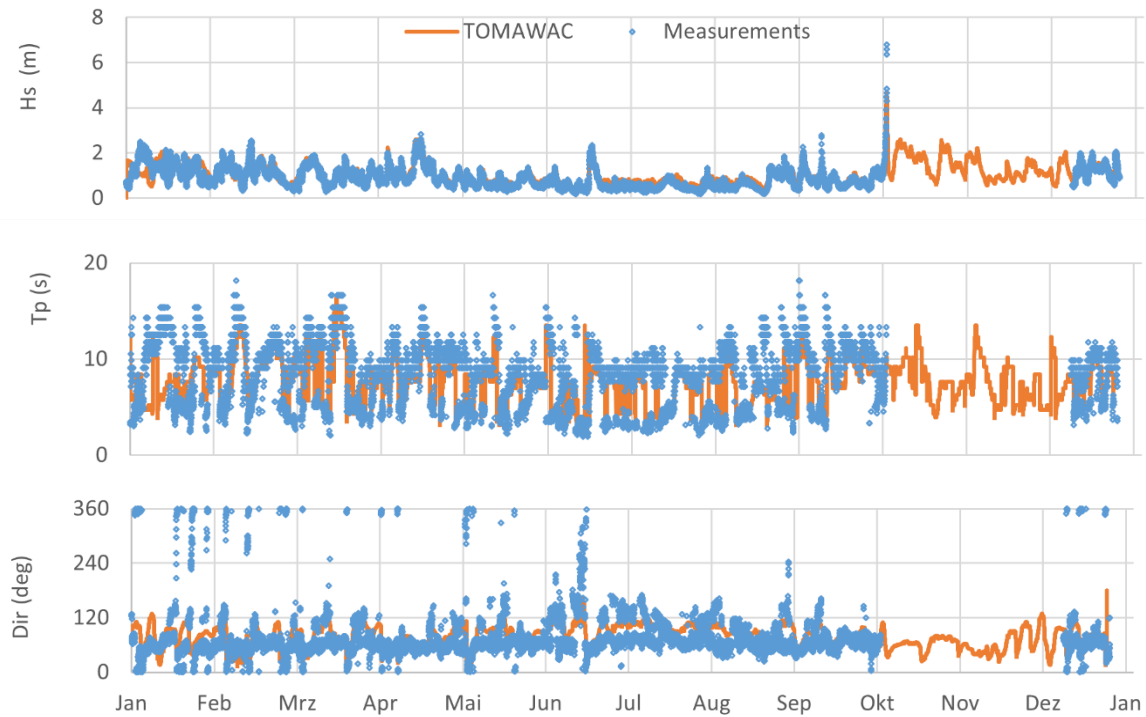 TOMAWAC Measurements
Hs (m)
8
6
4
2
0
Tp (s)
20
10
0
Dir (deg)
360
240
120
0
Jan Feb Mrz Apr Mai Jun Jul Aug Sep Okt Nov Dez Jan